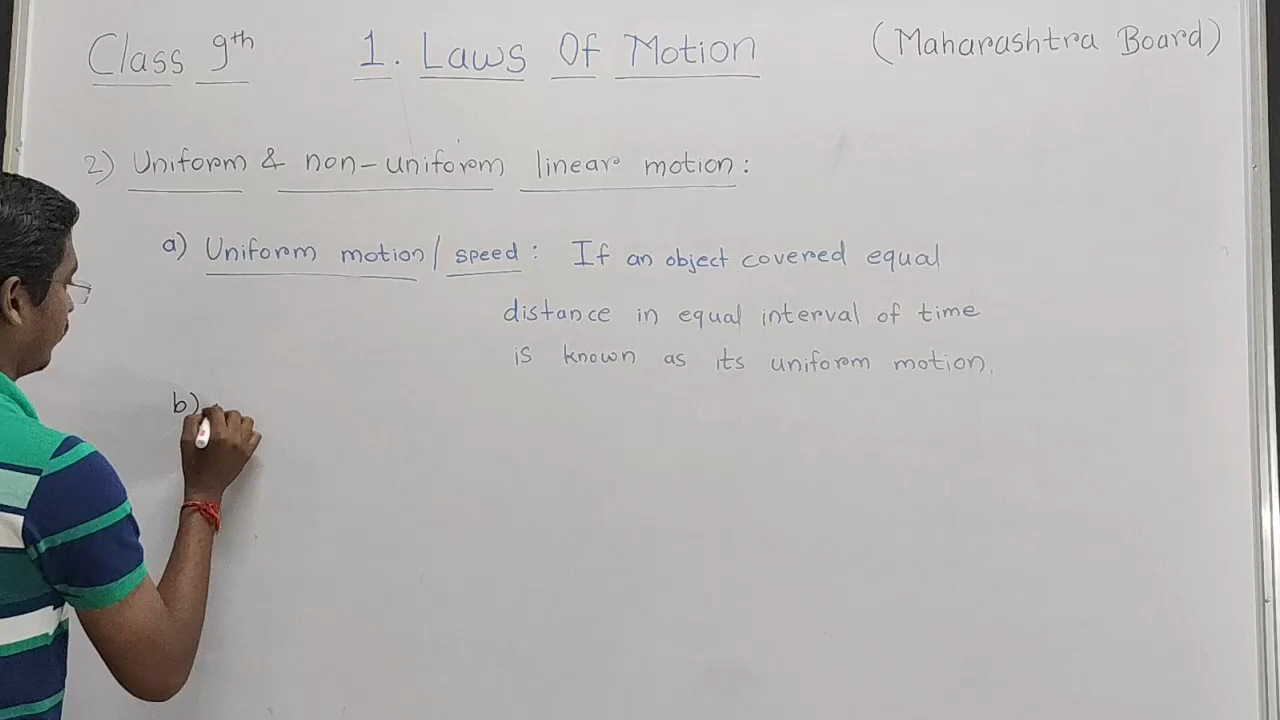 Class 9th 1. Laws Of Motion (Maharashtra Board)
2) Uniform & non-uniform linear motion:
a) Uniform motion/speed: If an object covered equal
distance in equal interval of time
is known as its uniform motion.
b)